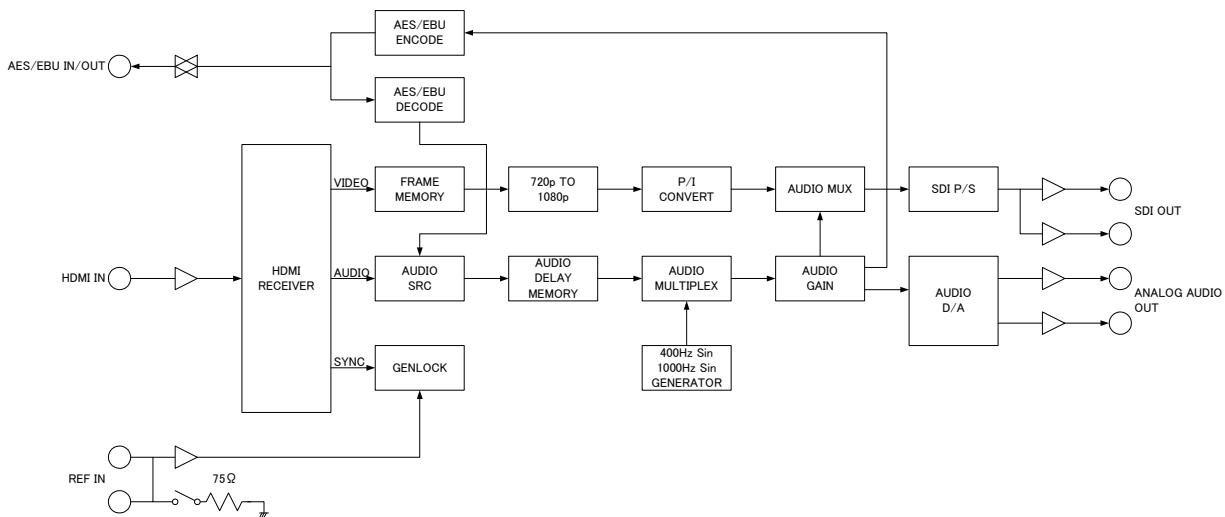 AES/EBU
ENCODE
AES/EBU IN/OUT
AES/EBU
DECODE
VIDEO
FRAME
MEMORY
720p TO
1080p
P/I
CONVERT
AUDIO MUX
SDI P/S
SDI OUT
HDMI IN
HDMI
RECEIVER
AUDIO
AUDIO
SRC
AUDIO
DELAY
MEMORY
AUDIO
MULTIPLEX
AUDIO
GAIN
AUDIO
D/A
ANALOG AUDIO
OUT
SYNC
GENLOCK
400Hz Sin
1000Hz Sin
GENERATOR
REF IN
75Ω